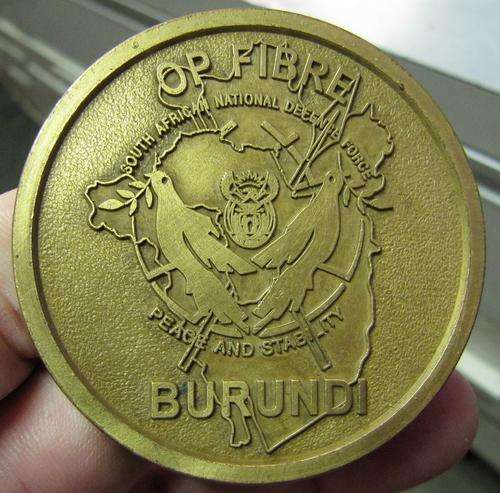 OP FIBRE
SOUTH AFRICAN NATIONAL DEFENCE FORCE
PEACE AND STABILITY
BURUNDI